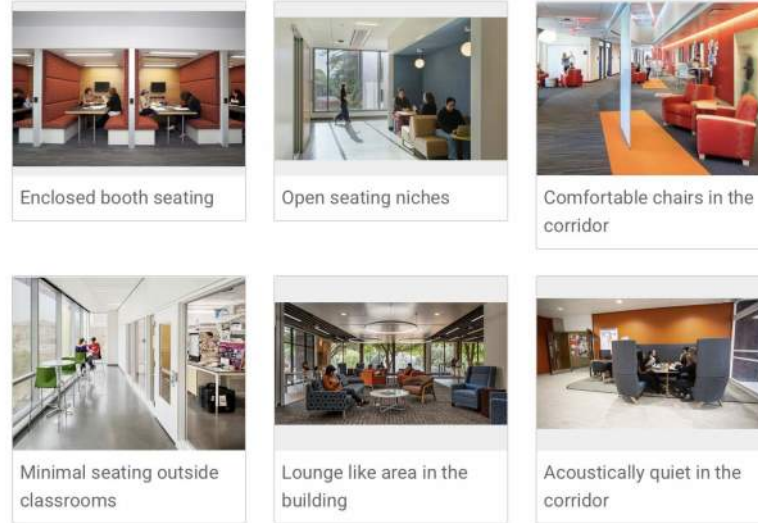 Enclosed booth seating
Open seating niches
Comfortable chairs in the
corridor
Minimal seating outside
classrooms
Lounge like area in the
building
Acoustically quiet in the
corridor